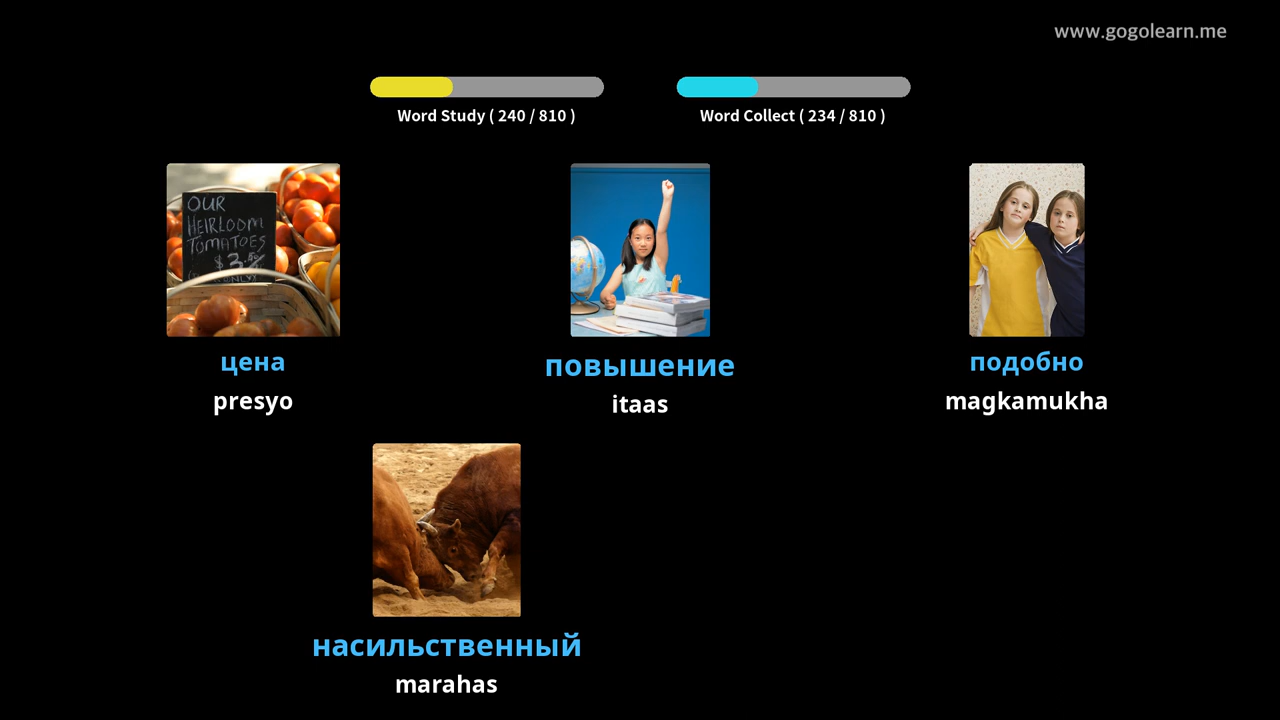 www.gogolearn.me
Word Study ( 240 / 810 )
Word Collect ( 234 / 810 )
OUR
HEIRLOOM
TOMATOES
цена
повышение
подобно
presyo
itaas
magkamukha
насильственный
marahas